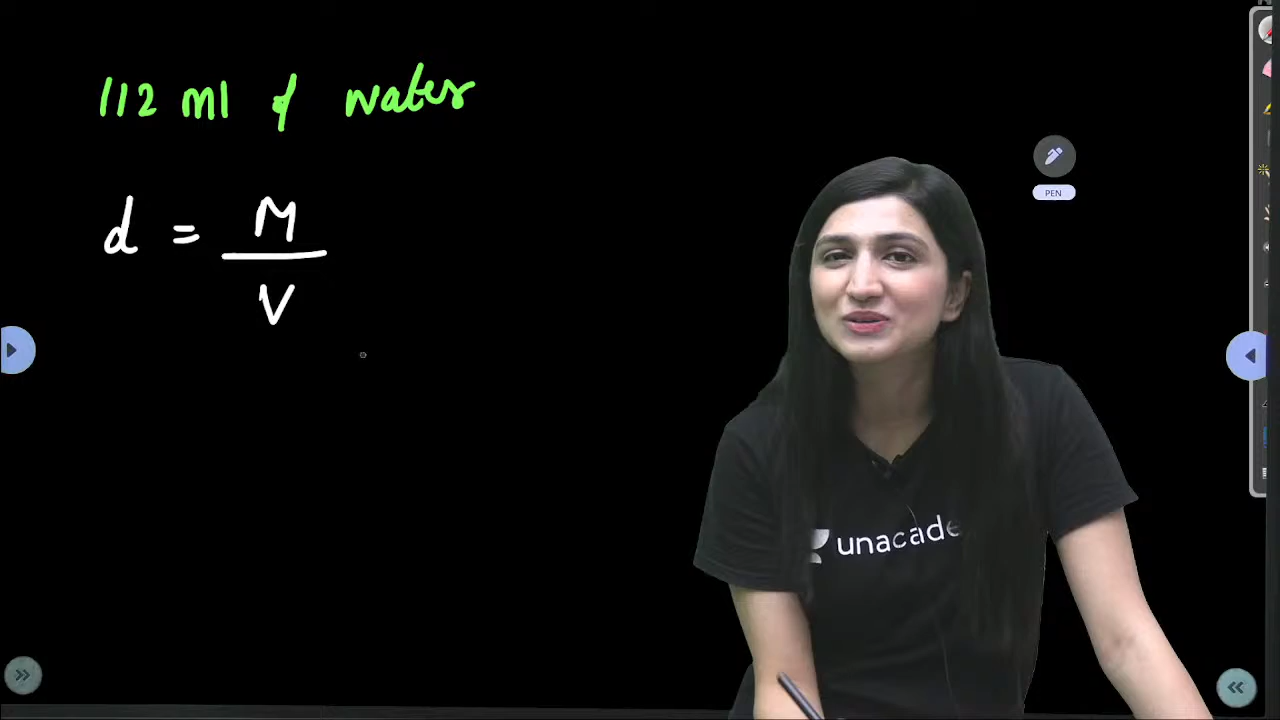 112 ml of water
d = M
V
PEN
unacade